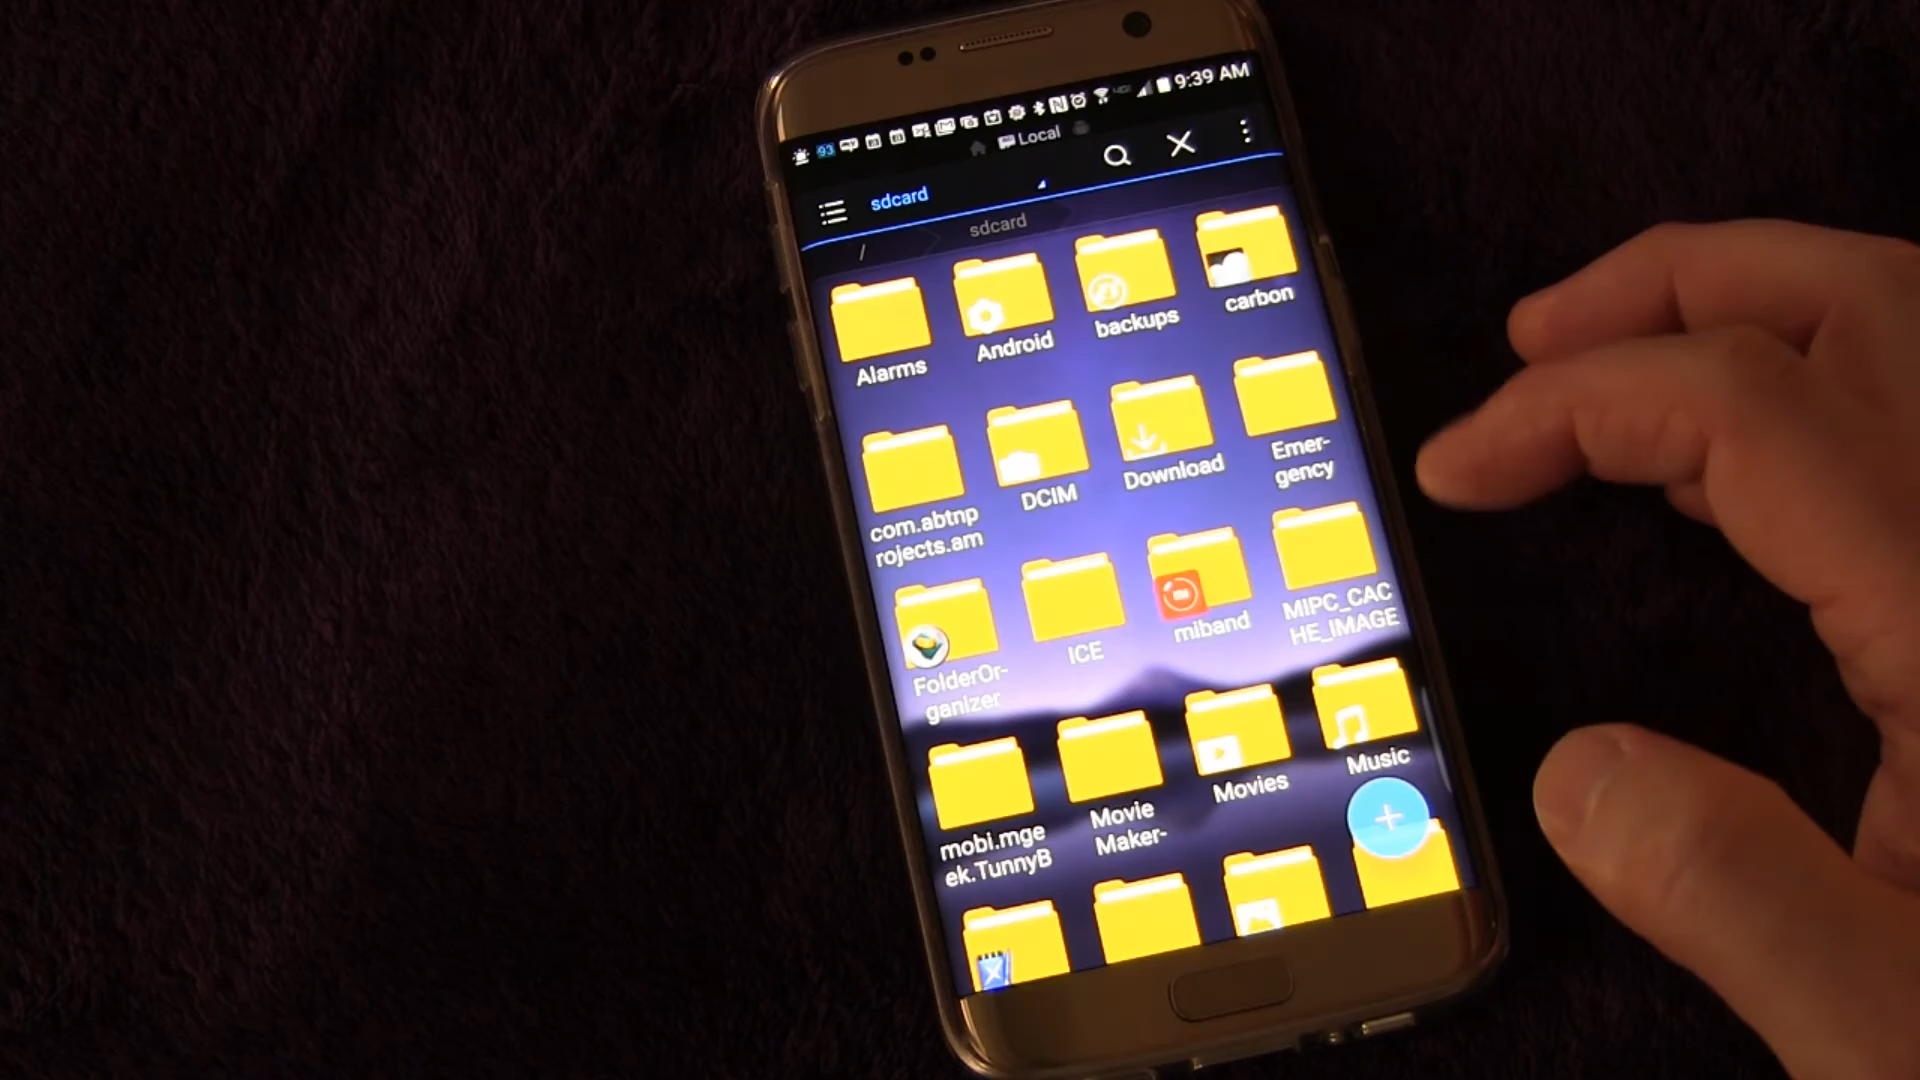 93
9:39 AM
Local
sdcard
/
sdcard
Alarms
Android
backups
carbon
com.abtnp
rojects.am
DCIM
Download
Emer-
gency
FolderOr-
ganizer
ICE
miband
MIPC_CAC
HE_IMAGE
mobi.mge
ek.TunnyB
Movie
Maker-
Movies
Music